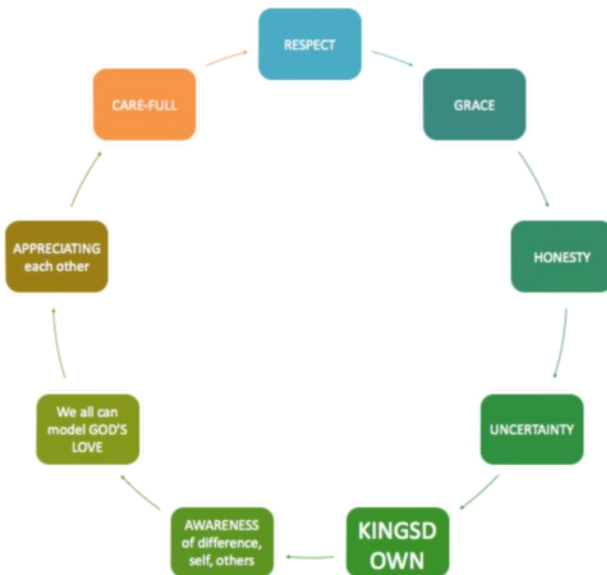 RESPECT
GRACE
HONESTY
UNCERTAINTY
KINGSD
OWN
AWARENESS
of difference,
self, others
We all can
model GOD'S
LOVE
APPRECIATING
each other
CARE-FULL